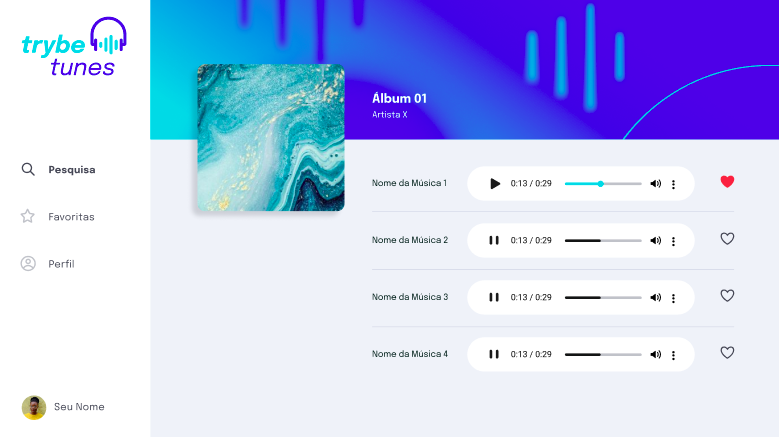 trybe
tunes
Pesquisa
Favoritas
Perfil
Seu Nome
Álbum 01
Artista X
Nome da Música 1
0:13 / 0:29
Nome da Música 2
0:13 / 0:29
Nome da Música 3
0:13 / 0:29
Nome da Música 4
0:13 / 0:29